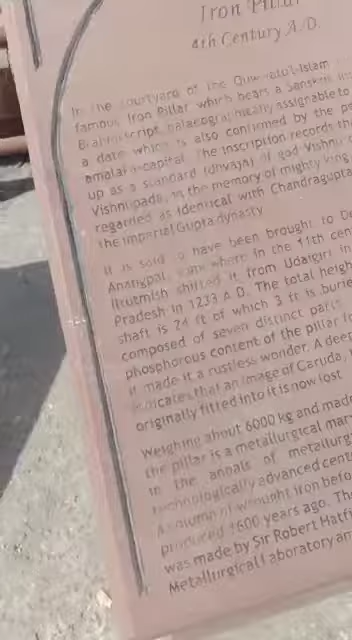 Iron Pillar
4th Century A.D.
In the courtyard of the Quw-
famous Iron Pillar which bears a Sanskrit
Brahmi script palaeographically assignable to
a date which is also confirmed by the
amalaka capital. The inscription records th
up as a standard (dhvaja) of god Vishnu
Vishnupada, in the memory of mighty king
regarded as identical with Chandragupta
the Imperial Gupta dynasty
It is said to have been brought to De
Anangpal, where in the 11th cen
Iltutmish shifted it from Udaigiri in
Pradesh in 1233 A.D. The total heigh
shaft is 24 ft of which 3 ft is burie
composed of seven distinct parts
phosphorous content of the pillar
it made it a rustless wonder. A deep
indicates that an image of Garuda,
originally fitted into it is now lost
Weighing about 6000 kg and made
the pillar is a metallurgical mar
in the annals of metallurg
technologically advanced cent
A column of wrought iron befo
produced 1600 years ago. Th
was made by Sir Robert Hatfi
Metallurgical Laboratory an